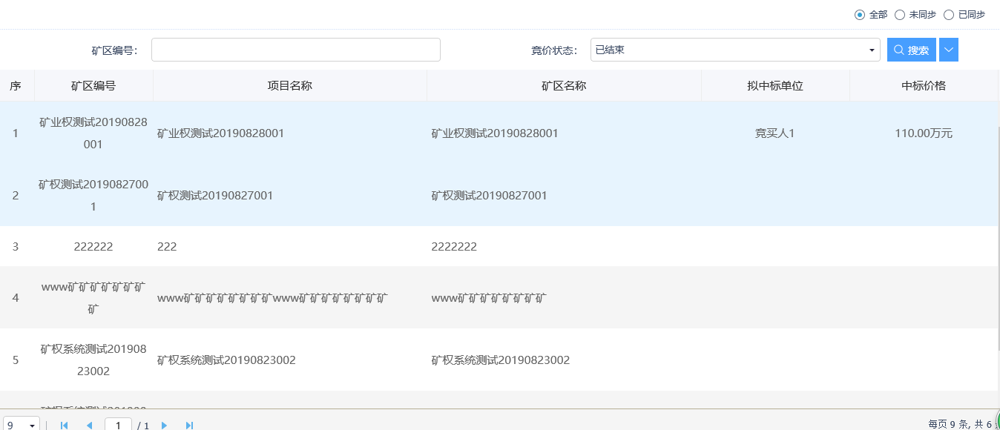 全部 未同步 已同步
矿区编号： 竞价状态： 已结束 搜索
序 矿区编号 项目名称 矿区名称 拟中标单位 中标价格
矿业权测试20190828
1 矿业权测试20190828001 矿业权测试20190828001 竞买人1 110.00万元
001
矿权测试2019082700
2 矿权测试20190827001 矿权测试20190827001
1
3 222222 222 2222222
www矿矿矿矿矿矿矿
4 www矿矿矿矿矿矿矿矿www矿矿矿矿矿矿矿矿 www矿矿矿矿矿矿矿矿
矿
矿权系统测试201908
5 矿权系统测试20190823002 矿权系统测试20190823002
23002
9 1 / 1 每页 9 条, 共 6